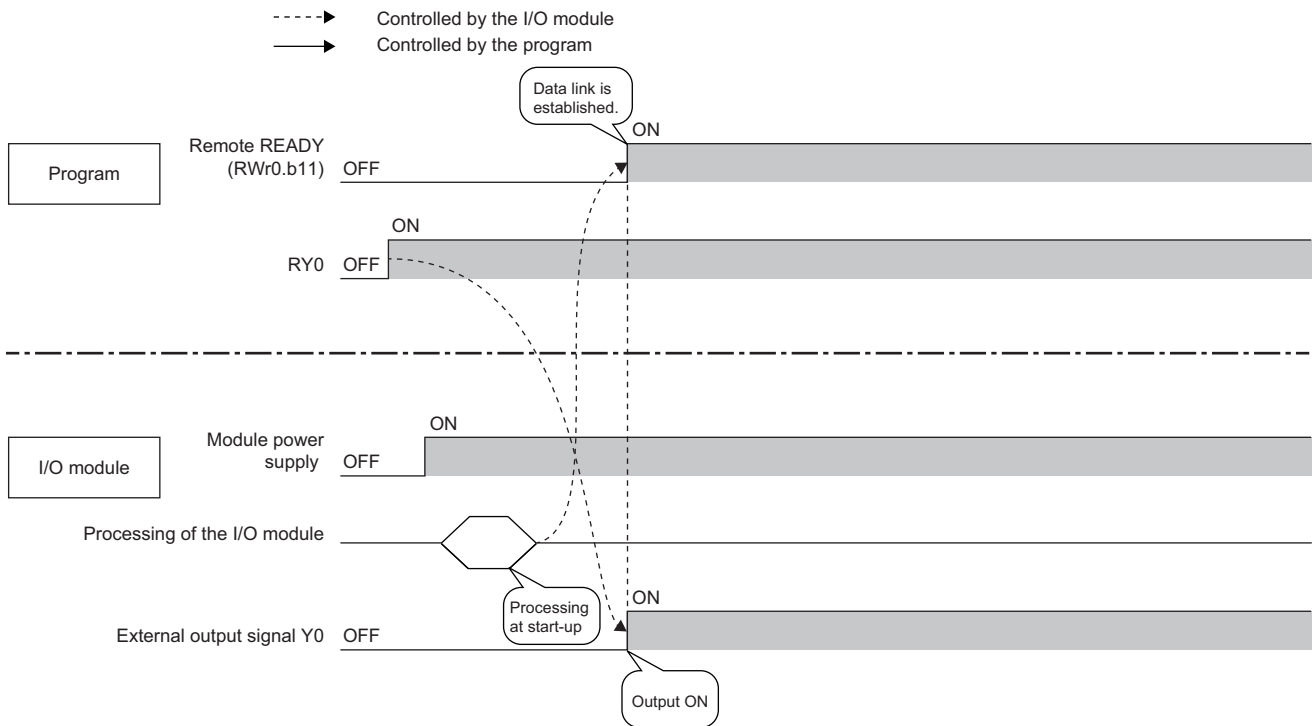 Controlled by the I/O module
Controlled by the program
Data link is
established.
ON
Remote READY
(RWr0.b11)
OFF
Program
ON
RY0
OFF
ON
Module power
supply
OFF
I/O module
Processing of the I/O module
Processing
at start-up
ON
External output signal Y0
OFF
Output ON